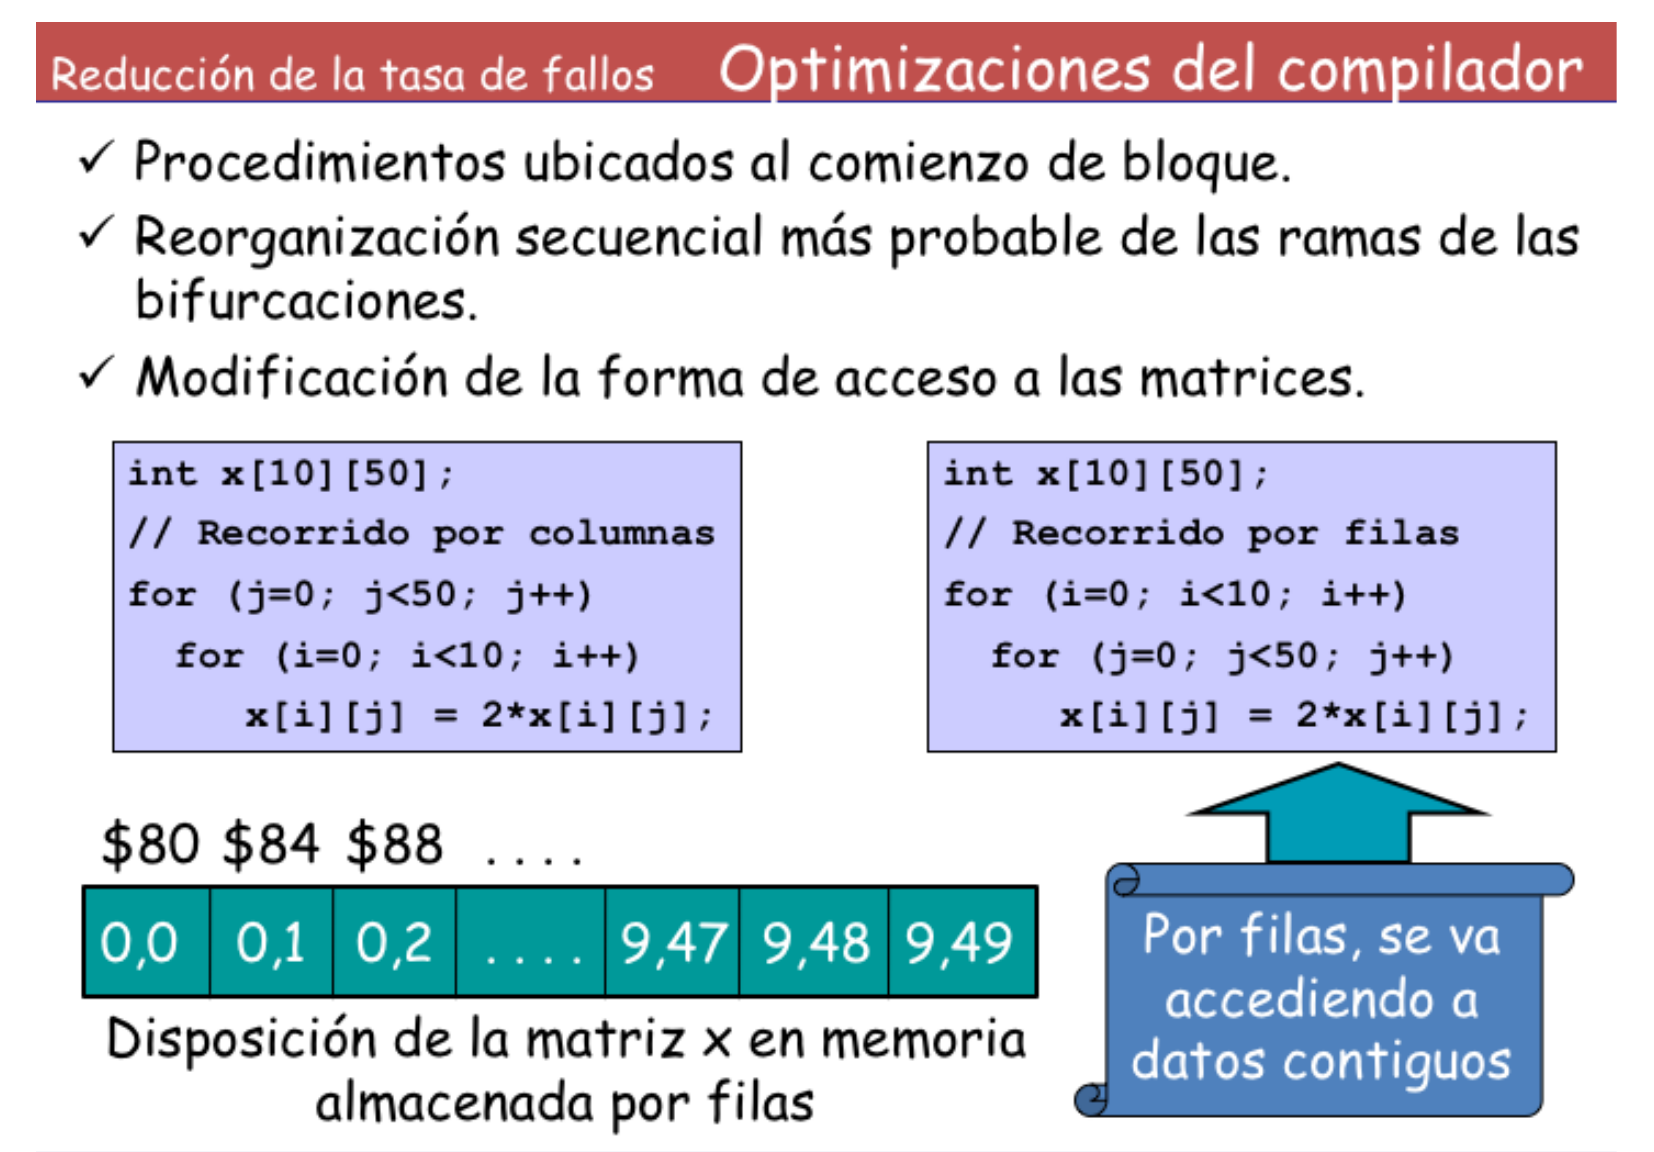 Reducción de la tasa de fallos Optimizaciones del compilador
✓ Procedimientos ubicados al comienzo de bloque.
✓ Reorganización secuencial más probable de las ramas de las
bifurcaciones.
✓ Modificación de la forma de acceso a las matrices.
int x[10][50];
// Recorrido por columnas
for (j=0; j<50; j++)
for (i=0; i<10; i++)
x[i][j] = 2*x[i][j];
int x[10][50];
// Recorrido por filas
for (i=0; i<10; i++)
for (j=0; j<50; j++)
x[i][j] = 2*x[i][j];
$80 $84 $88 ....
0,0 0,1 0,2 .... 9,47 9,48 9,49
Disposición de la matriz x en memoria
almacenada por filas
Por filas, se va
accediendo a
datos contiguos